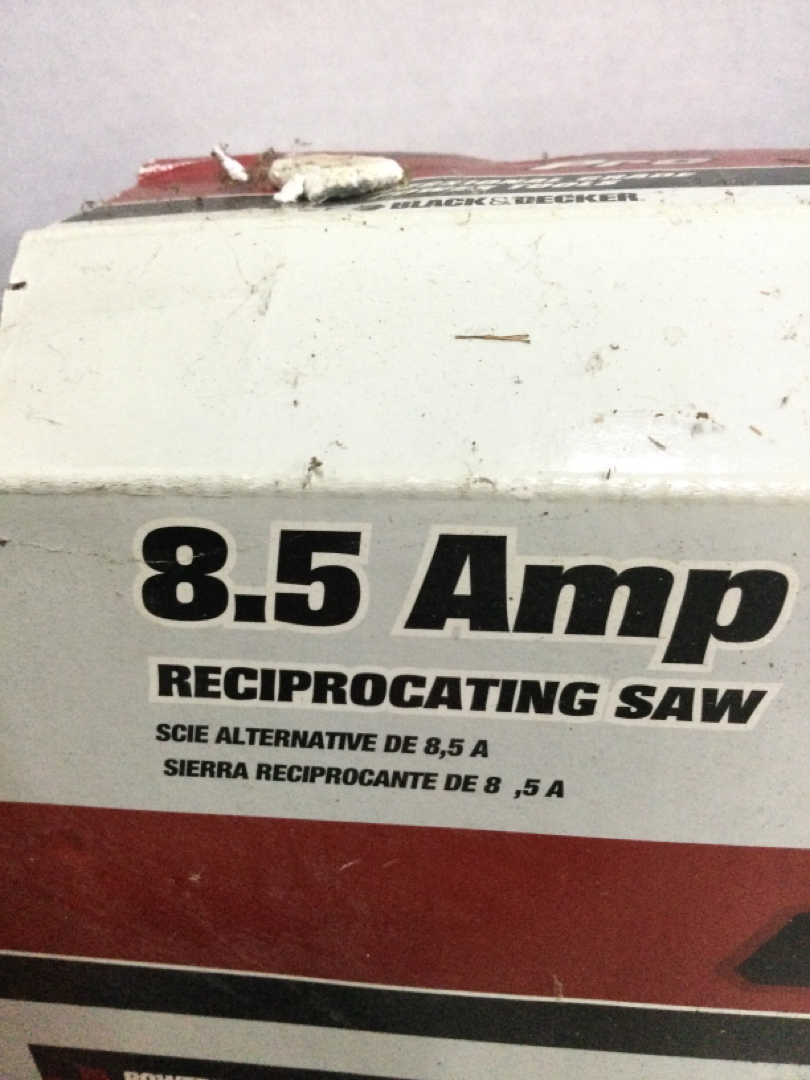 BLACK&DECKER
8.5 Amp
RECIPROCATING SAW
SCIE ALTERNATIVE DE 8,5 A
SIERRA RECIPROCANTE DE 8 ,5 A